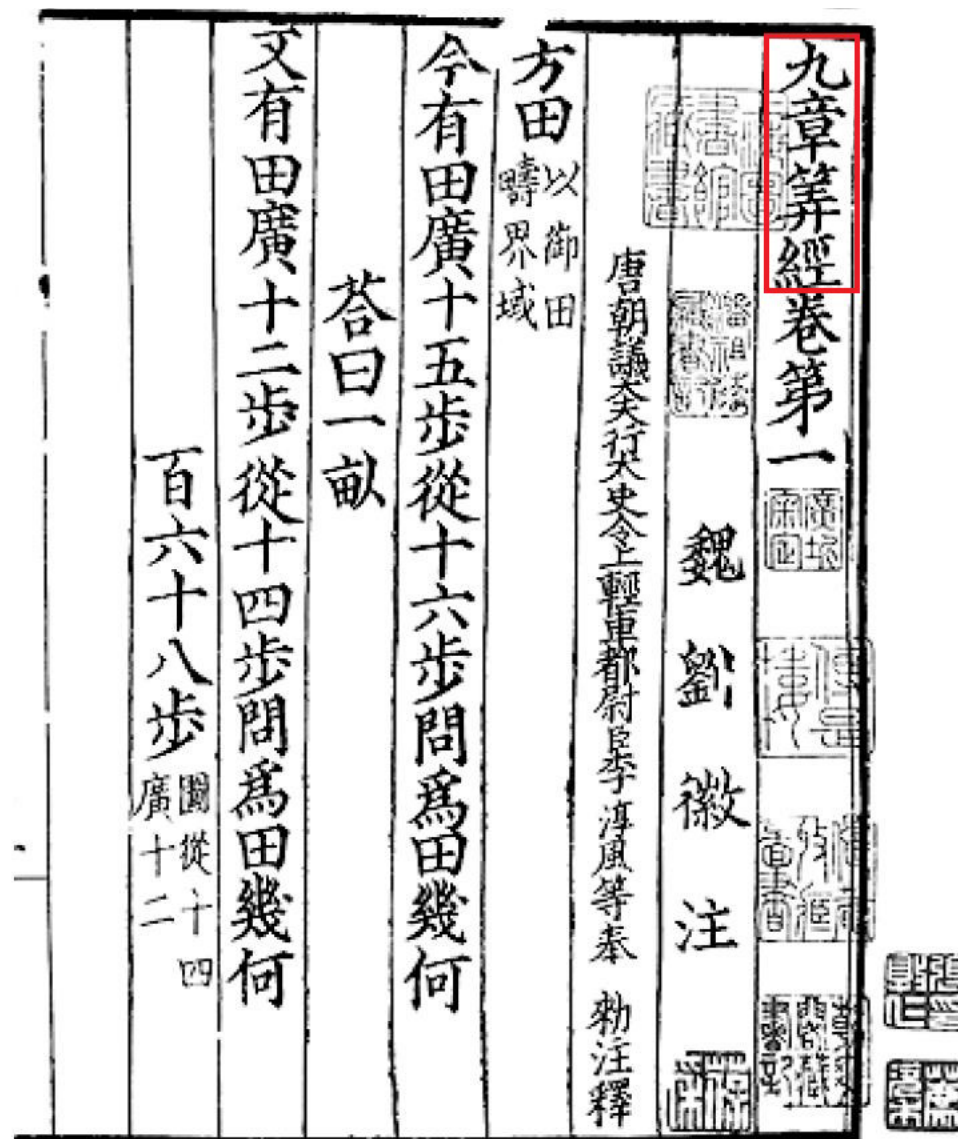 九章筭經卷第一
魏劉徽注
唐朝議大夫行太史令上輕車都尉臣李淳風等奉 勑注釋
方田 以御田
疇界域
今有田廣十五步從十六步問爲田幾何
荅曰一畝
又有田廣十二步從十四步問爲田幾何
百六十八步 圖從十四
廣十二